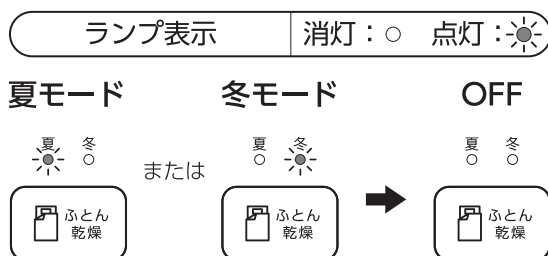 ランプ表示 消灯：○ 点灯：
夏モード 冬モード OFF
夏 冬 または 夏 冬 夏 冬
ふとん ふとん ふとん
乾燥 乾燥 乾燥